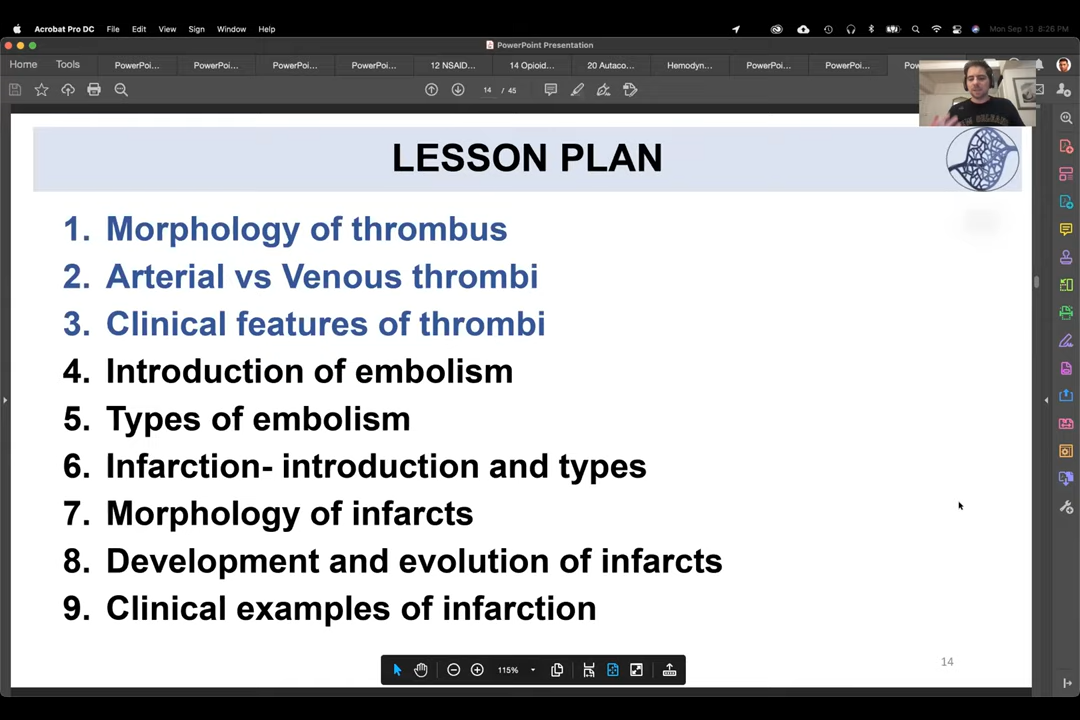 Acrobat Pro DC File Edit View Sign Window Help Mon Sep 13 8:26 PM
PowerPoint Presentation
Home Tools PowerPoi... PowerPoi... PowerPoi... PowerPoi... 12 NSAID... 14 Opioid... 20 Autaco... Hemodyn... PowerPoi... PowerPoi...
14 / 45
LESSON PLAN
1. Morphology of thrombus
2. Arterial vs Venous thrombi
3. Clinical features of thrombi
4. Introduction of embolism
5. Types of embolism
6. Infarction- introduction and types
7. Morphology of infarcts
8. Development and evolution of infarcts
9. Clinical examples of infarction
14
115%